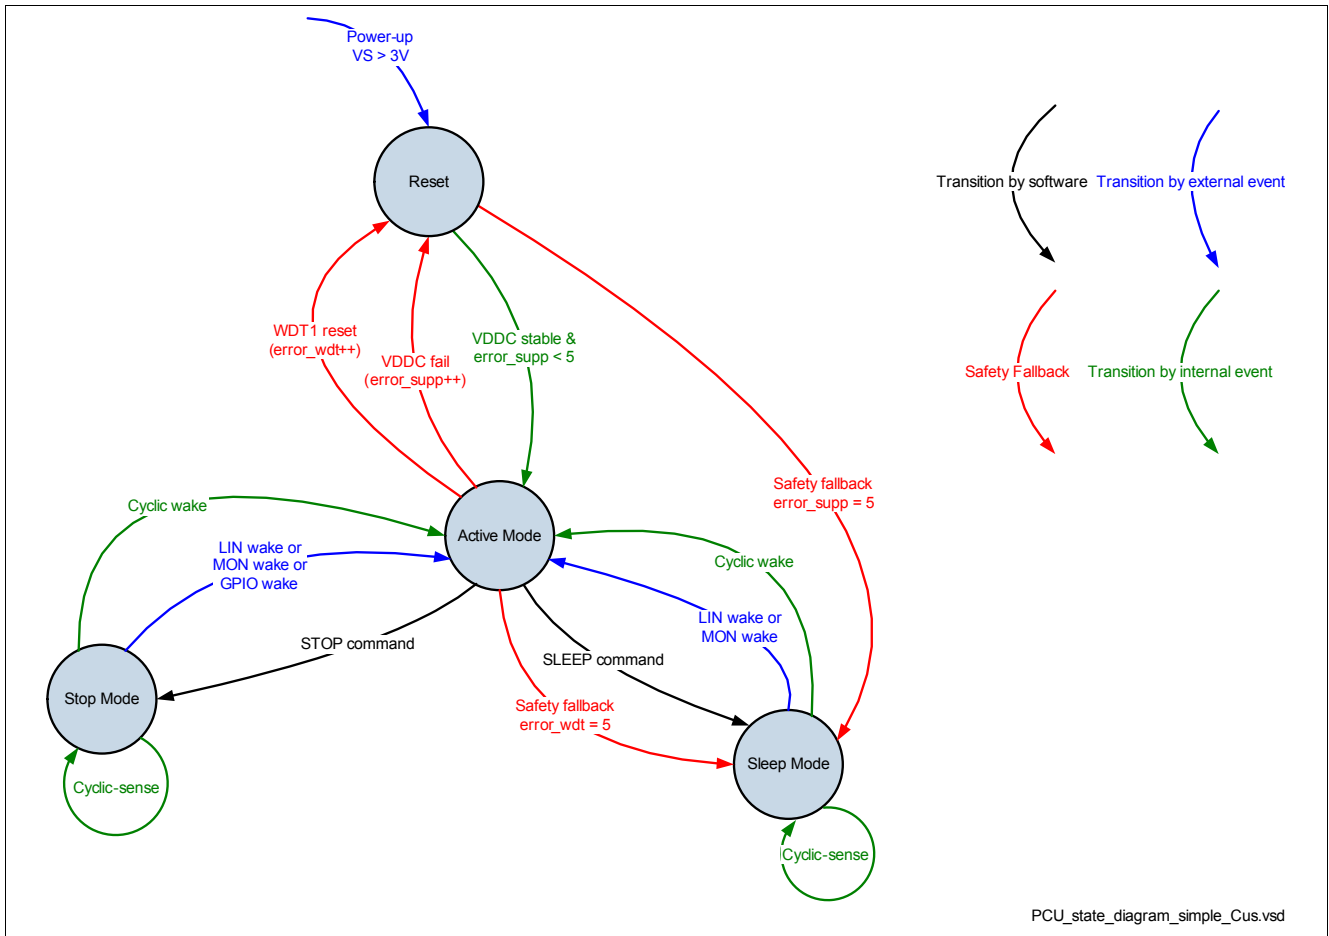 Power-up
VS > 3V
Reset
Transition by software
Transition by external event
WDT1 reset
(error_wdt++)
VDDC fail
(error_supp++)
VDDC stable &
error_supp < 5
Safety Fallback
Transition by internal event
Safety fallback
error_supp = 5
Cyclic wake
Active Mode
LIN wake or
MON wake or
GPIO wake
Cyclic wake
LIN wake or
MON wake
STOP command
SLEEP command
Stop Mode
Safety fallback
error_wdt = 5
Sleep Mode
Cyclic-sense
Cyclic-sense
PCU_state_diagram_simple_Cus.vsd